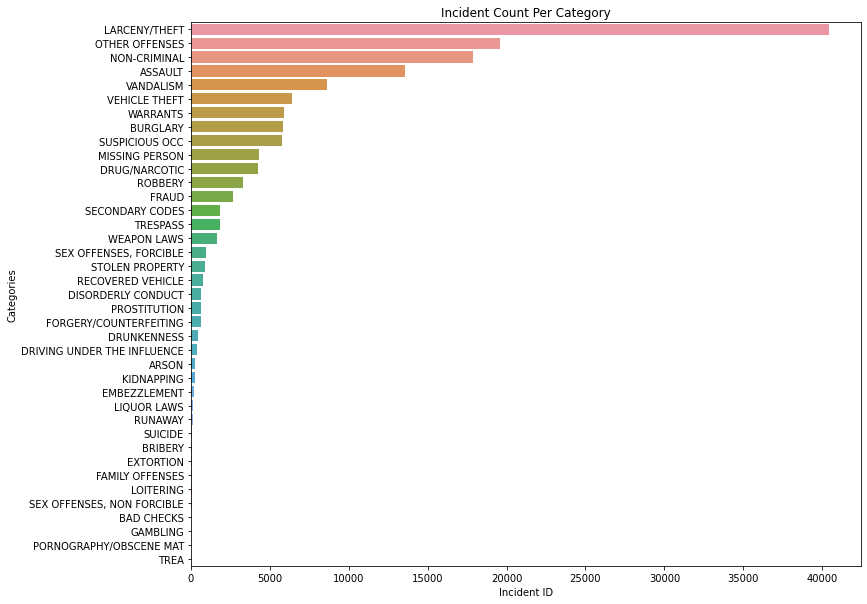 Incident Count Per Category
Categories
LARCENY/THEFT
OTHER OFFENSES
NON-CRIMINAL
ASSAULT
VANDALISM
VEHICLE THEFT
WARRANTS
BURGLARY
SUSPICIOUS OCC
MISSING PERSON
DRUG/NARCOTIC
ROBBERY
FRAUD
SECONDARY CODES
TRESPASS
WEAPON LAWS
SEX OFFENSES, FORCIBLE
STOLEN PROPERTY
RECOVERED VEHICLE
DISORDERLY CONDUCT
PROSTITUTION
FORGERY/COUNTERFEITING
DRUNKENNESS
DRIVING UNDER THE INFLUENCE
ARSON
KIDNAPPING
EMBEZZLEMENT
LIQUOR LAWS
RUNAWAY
SUICIDE
BRIBERY
EXTORTION
FAMILY OFFENSES
LOITERING
SEX OFFENSES, NON FORCIBLE
BAD CHECKS
GAMBLING
PORNOGRAPHY/OBSCENE MAT
TREA
0 5000 10000 15000 20000 25000 30000 35000 40000
Incident ID